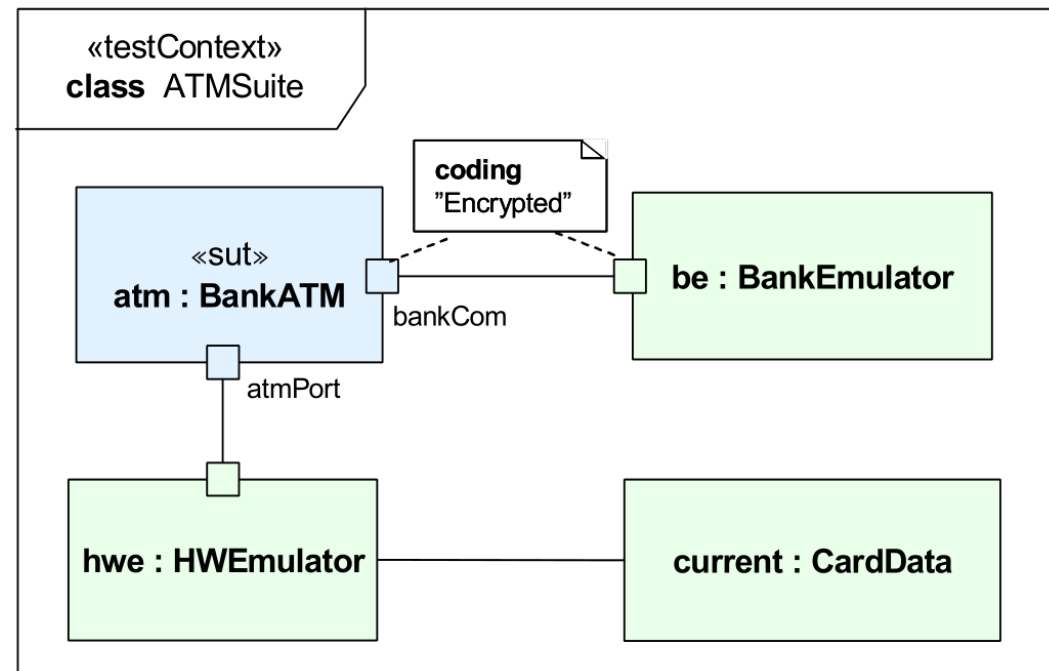 «testContext»
class ATMSuite
coding
”Encrypted”
«sut»
atm : BankATM
be : BankEmulator
bankCom
atmPort
hwe : HWEmulator
current : CardData